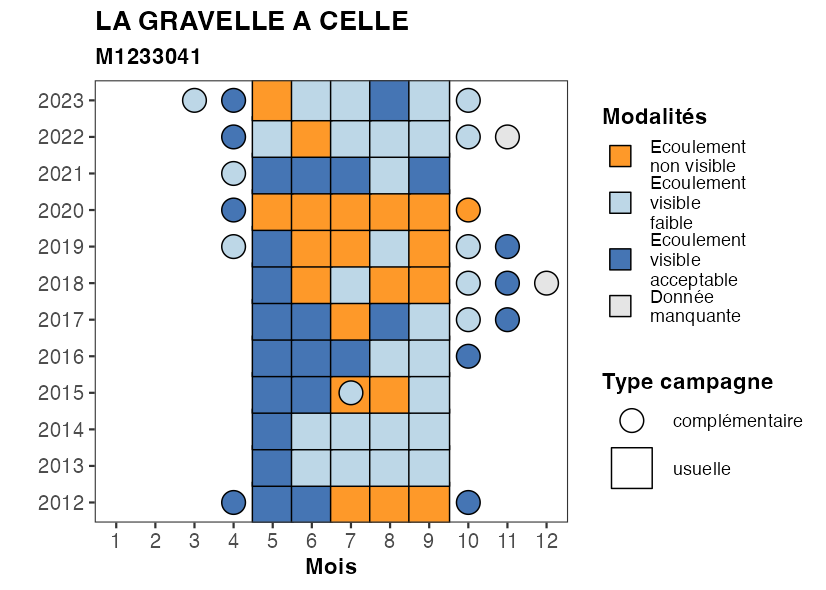 LA GRAVELLE A CELLE
M1233041
2023
2022
2021
2020
2019
2018
2017
2016
2015
2014
2013
2012
1 2 3 4 5 6 7 8 9 10 11 12
Mois
Modalités
Ecoulement
non visible
Ecoulement
visible
faible
Ecoulement
visible
acceptable
Donnée
manquante
Type campagne
complémentaire
usuelle